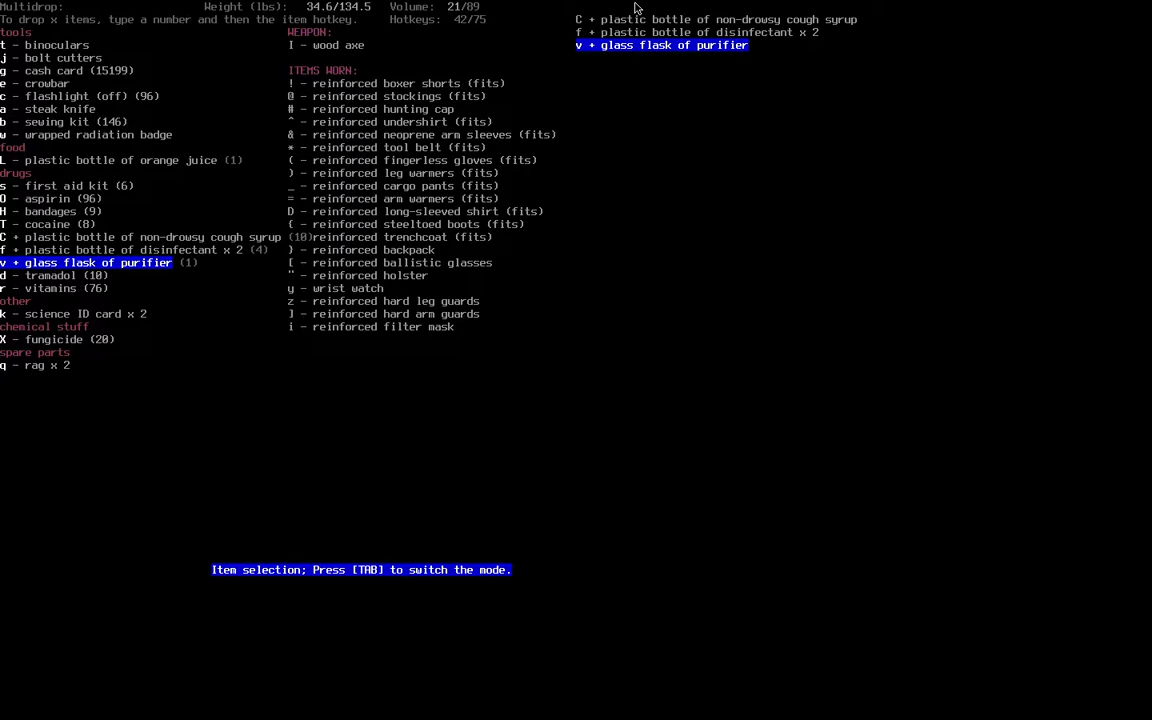 Multidrop: Weight (lbs): 34.6/134.5 Volume: 21/89
To drop x items, type a number and then the item hotkey. Hotkeys: 42/75
tools
t - binoculars
j - bolt cutters
g - cash card (15199)
e - crowbar
c - flashlight (off) (96)
a - steak knife
b - sewing kit (146)
w - wrapped radiation badge
food
L - plastic bottle of orange juice (1)
drugs
s - first aid kit (6)
O - aspirin (96)
H - bandages (9)
T - cocaine (8)
C + plastic bottle of non-drowsy cough syrup (10)
f + plastic bottle of disinfectant x 2 (4)
v + glass flask of purifier (1)
d - tramadol (10)
r - vitamins (76)
other
k - science ID card x 2
chemical stuff
X - fungicide (20)
spare parts
q - rag x 2
WEAPON:
I - wood axe
ITEMS WORN:
! - reinforced boxer shorts (fits)
@ - reinforced stockings (fits)
# - reinforced hunting cap
^ - reinforced undershirt (fits)
& - reinforced neoprene arm sleeves (fits)
* - reinforced tool belt (fits)
( - reinforced fingerless gloves (fits)
) - reinforced leg warmers (fits)
_ - reinforced cargo pants (fits)
= - reinforced arm warmers (fits)
D - reinforced long-sleeved shirt (fits)
{ - reinforced steeltoed boots (fits)
reinforced trenchcoat (fits)
} - reinforced backpack
[ - reinforced ballistic glasses
" - reinforced holster
y - wrist watch
z - reinforced hard leg guards
] - reinforced hard arm guards
i - reinforced filter mask
C + plastic bottle of non-drowsy cough syrup
f + plastic bottle of disinfectant x 2
v + glass flask of purifier
Item selection; Press [TAB] to switch the mode.